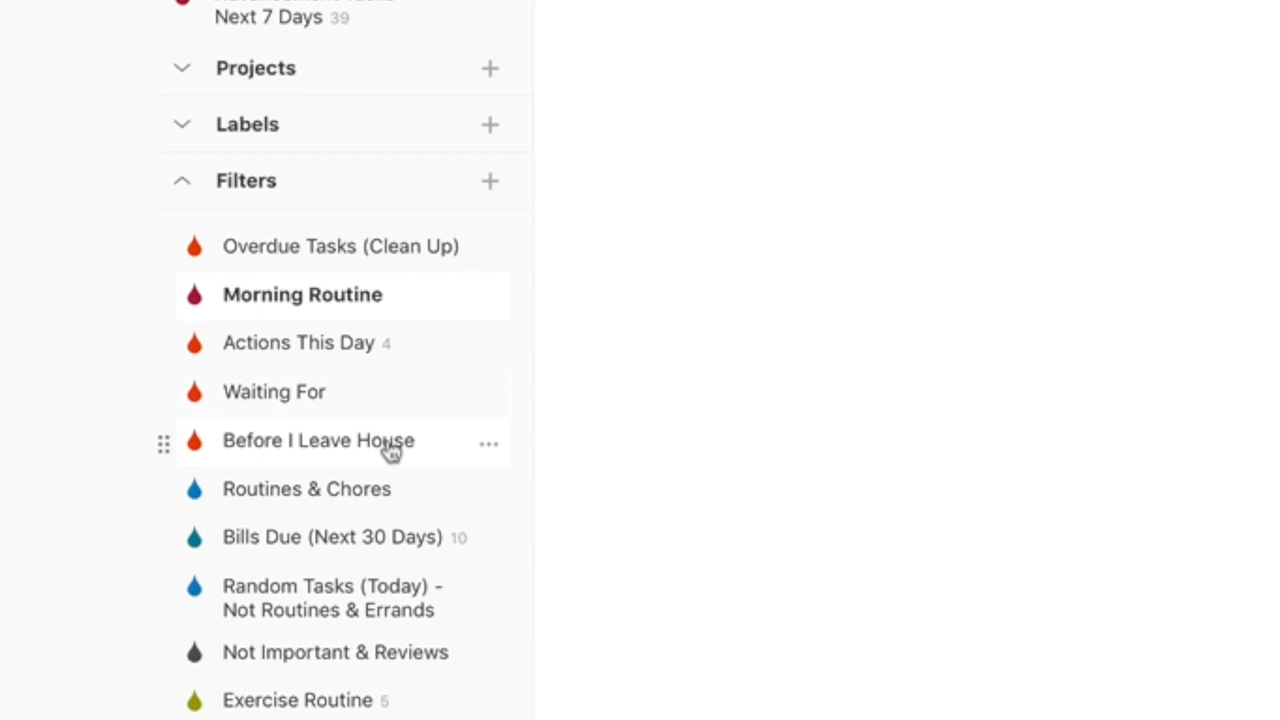 Next 7 Days 39
Projects
Labels
Filters
Overdue Tasks (Clean Up)
Morning Routine
Actions This Day 4
Waiting For
Before I Leave House
Routines & Chores
Bills Due (Next 30 Days) 10
Random Tasks (Today) -
Not Routines & Errands
Not Important & Reviews
Exercise Routine 5